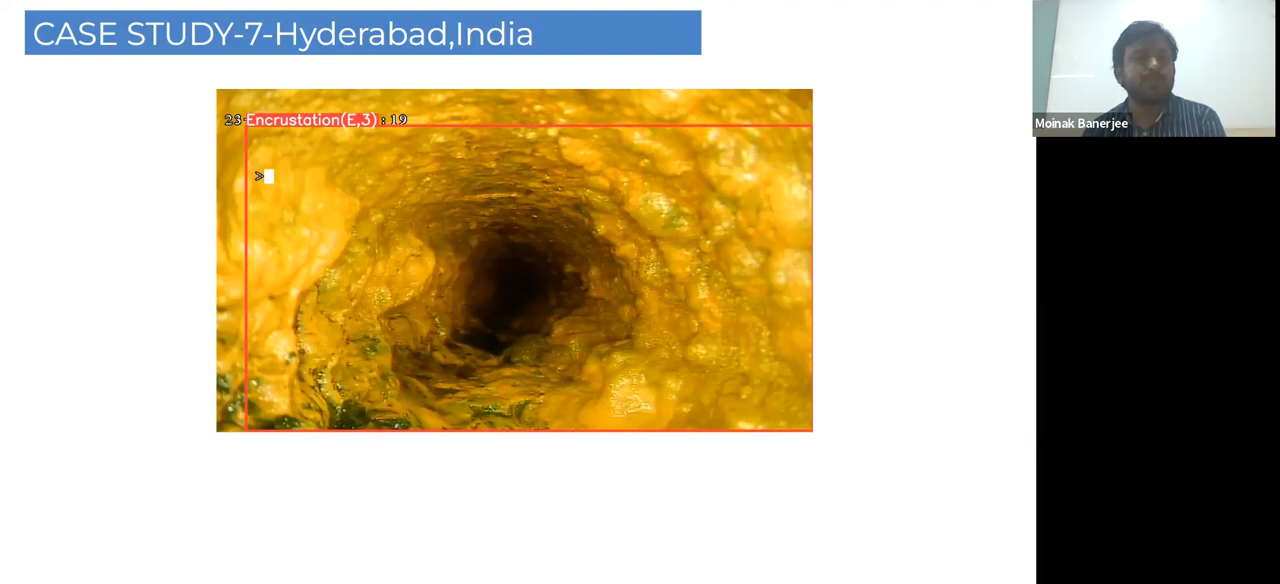 CASE STUDY-7-Hyderabad,India
23-Encrustation(E,3) : 19
>
Moinak Banerjee